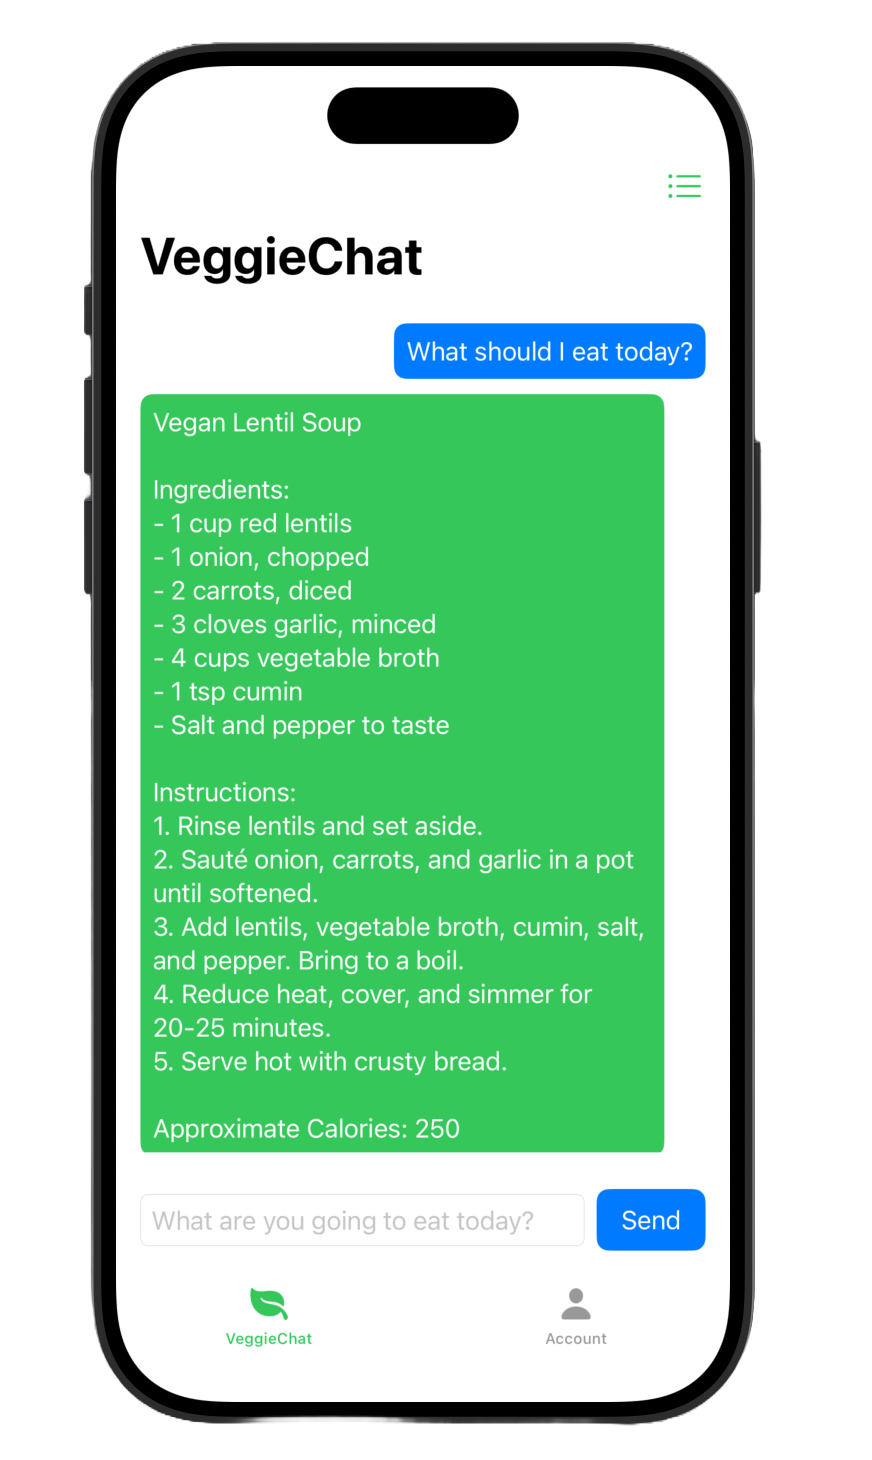 VeggieChat
What should I eat today?
Vegan Lentil Soup
Ingredients:
- 1 cup red lentils
- 1 onion, chopped
- 2 carrots, diced
- 3 cloves garlic, minced
- 4 cups vegetable broth
- 1 tsp cumin
- Salt and pepper to taste
Instructions:
1. Rinse lentils and set aside.
2. Sauté onion, carrots, and garlic in a pot
until softened.
3. Add lentils, vegetable broth, cumin, salt,
and pepper. Bring to a boil.
4. Reduce heat, cover, and simmer for
20-25 minutes.
5. Serve hot with crusty bread.
Approximate Calories: 250
What are you going to eat today?
Send
VeggieChat
Account